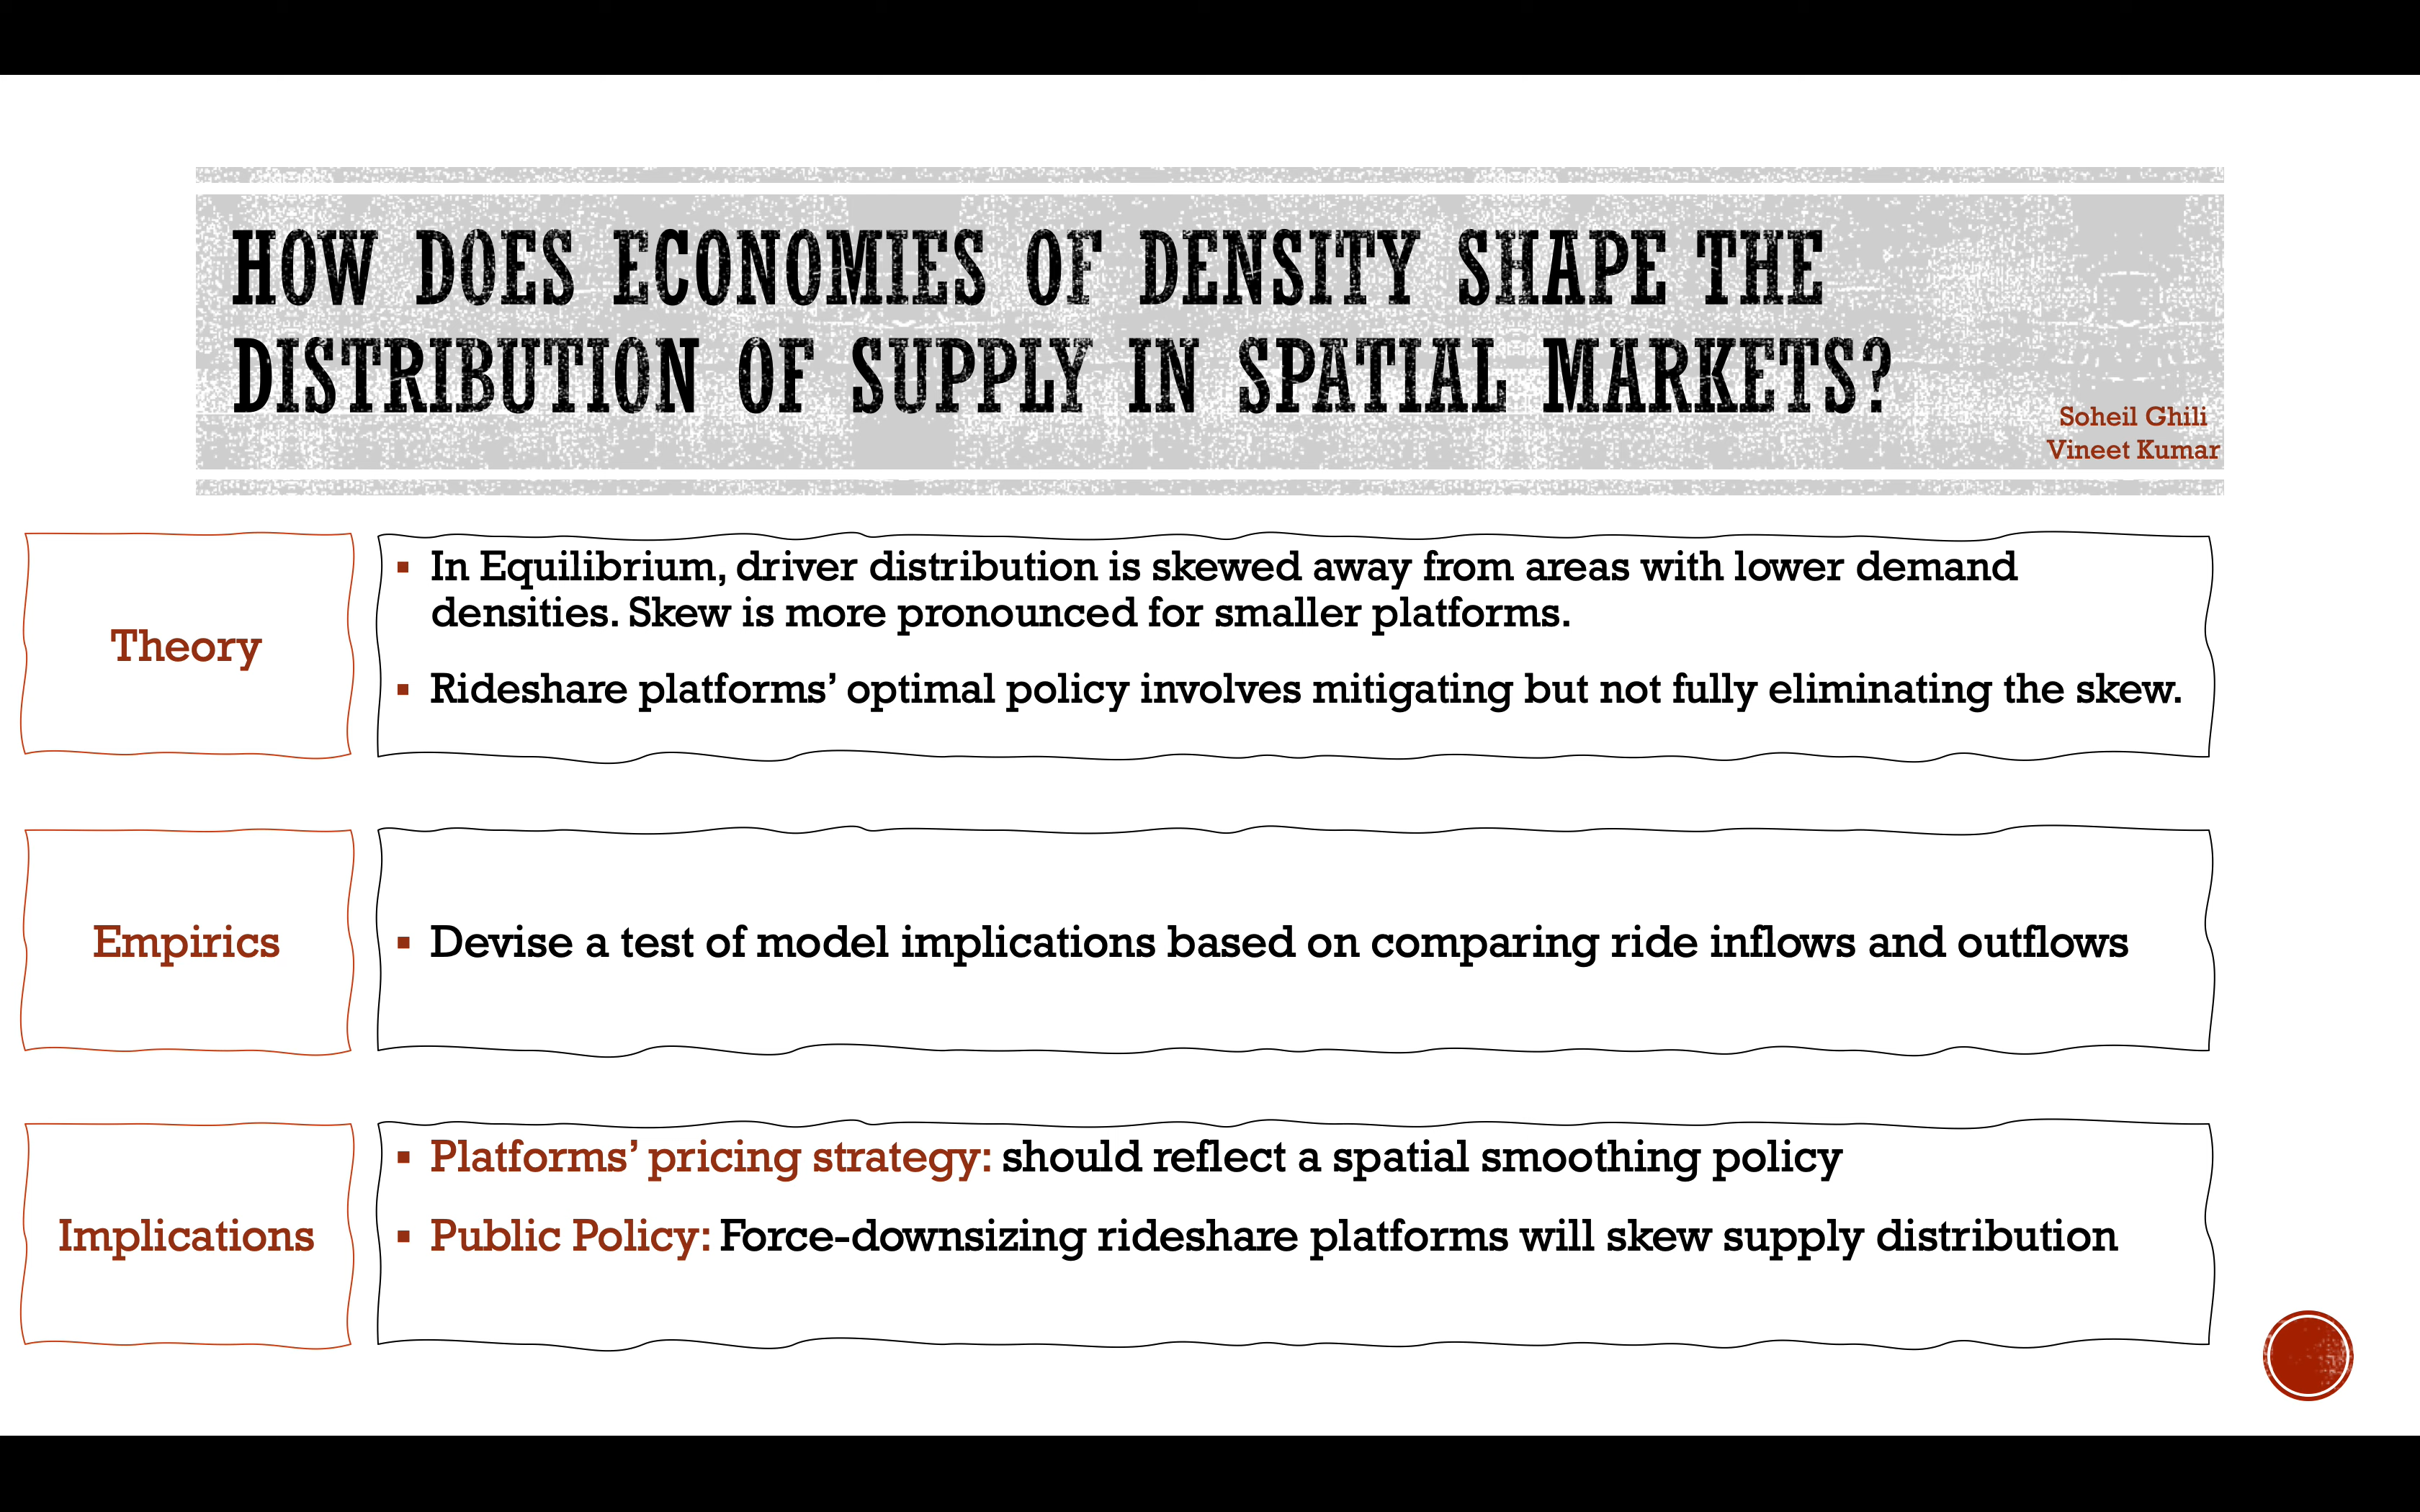 HOW DOES ECONOMIES OF DENSITY SHAPE THE
DISTRIBUTION OF SUPPLY IN SPATIAL MARKETS?
Soheil Ghili
Vineet Kumar
Theory
▪ In Equilibrium, driver distribution is skewed away from areas with lower demand
densities. Skew is more pronounced for smaller platforms.
▪ Rideshare platforms’ optimal policy involves mitigating but not fully eliminating the skew.
Empirics
▪ Devise a test of model implications based on comparing ride inflows and outflows
Implications
▪ Platforms’ pricing strategy: should reflect a spatial smoothing policy
▪ Public Policy: Force-downsizing rideshare platforms will skew supply distribution